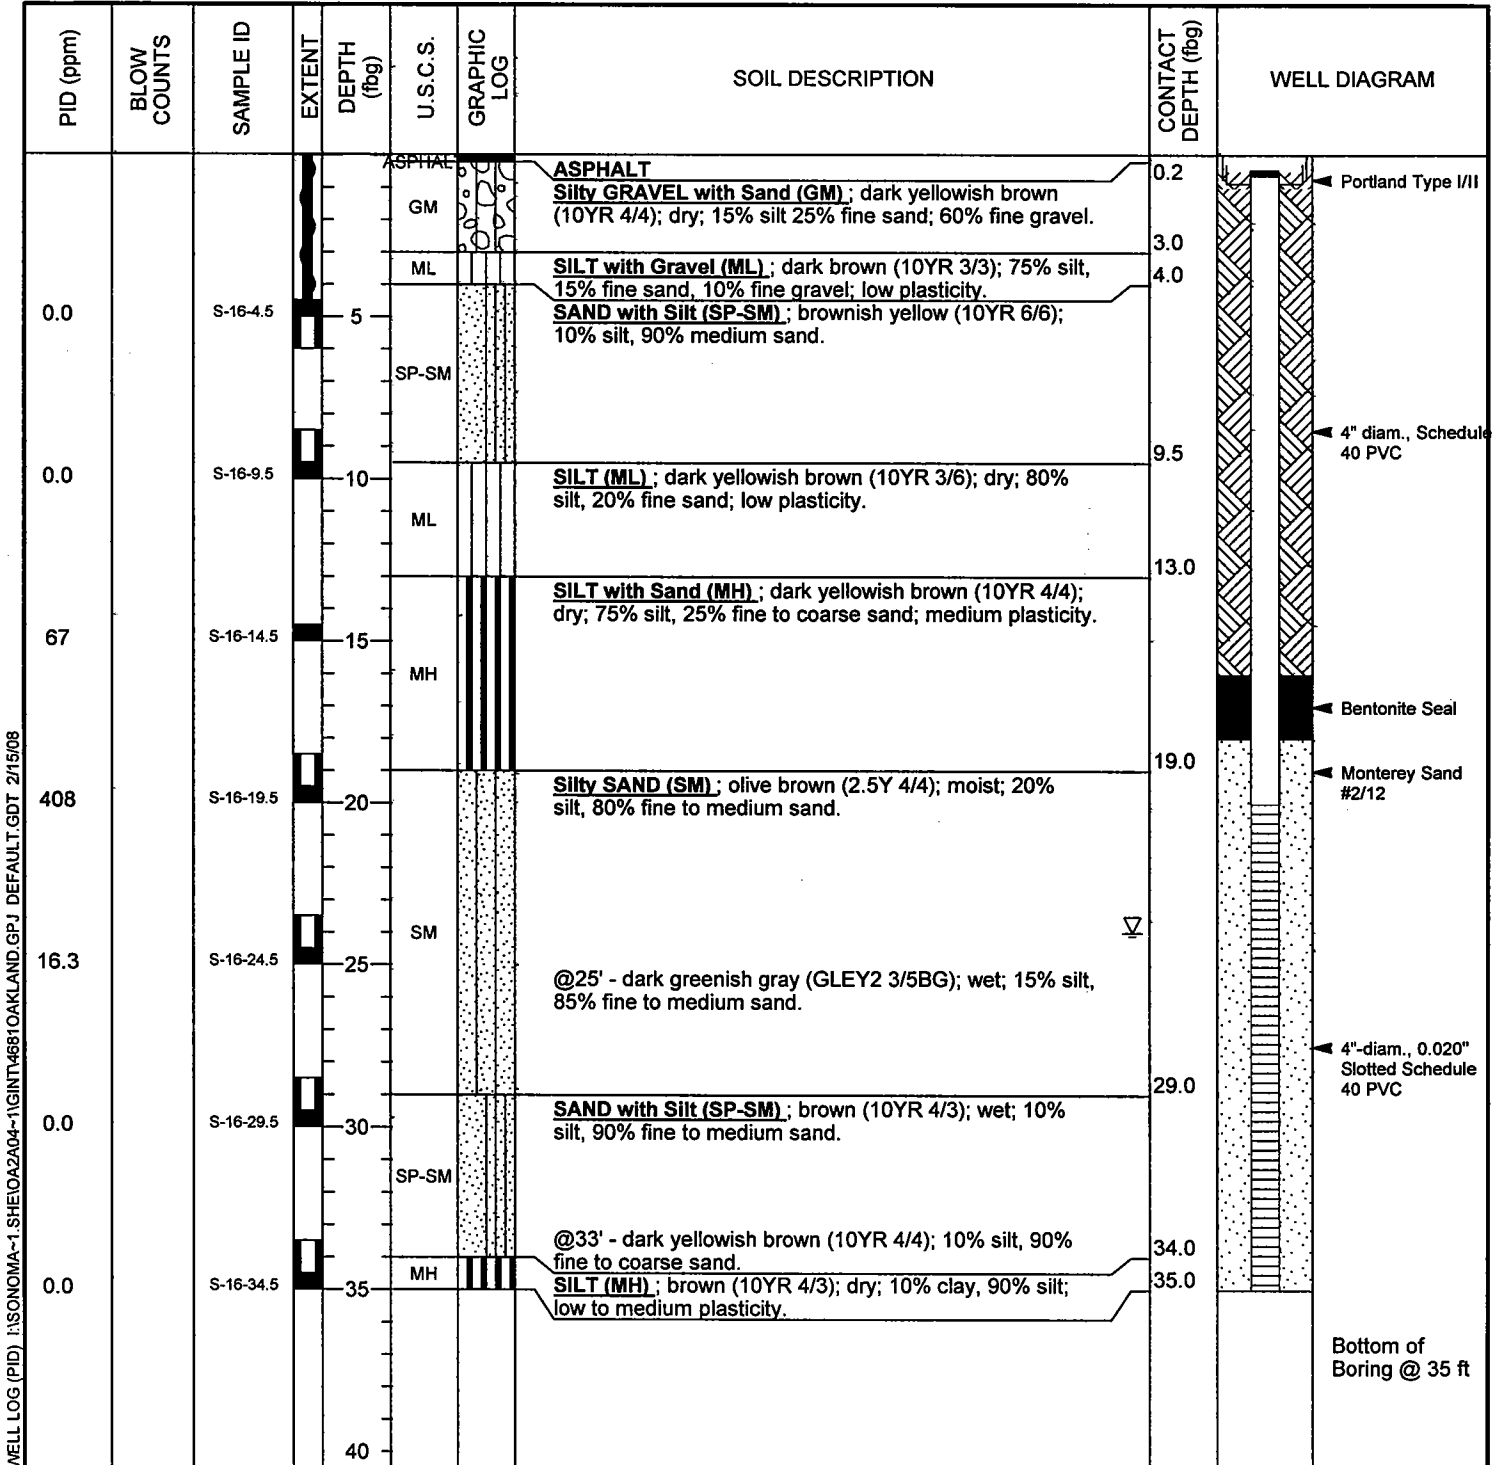 PID (ppm)
BLOW
COUNTS
SAMPLE ID
EXTENT
DEPTH
(fbg)
U.S.C.S.
GRAPHIC
LOG
SOIL DESCRIPTION
CONTACT
DEPTH (fbg)
WELL DIAGRAM
ASPHAL
ASPHALT
0.2
Portland Type I/II
GM
Silty GRAVEL with Sand (GM) ; dark yellowish brown
(10YR 4/4); dry; 15% silt 25% fine sand; 60% fine gravel.
3.0
ML
SILT with Gravel (ML) ; dark brown (10YR 3/3); 75% silt,
15% fine sand, 10% fine gravel; low plasticity.
4.0
0.0
S-16-4.5
5
SAND with Silt (SP-SM) ; brownish yellow (10YR 6/6);
10% silt, 90% medium sand.
SP-SM
4" diam., Schedule
40 PVC
9.5
0.0
S-16-9.5
10
SILT (ML) ; dark yellowish brown (10YR 3/6); dry; 80%
silt, 20% fine sand; low plasticity.
ML
13.0
SILT with Sand (MH) ; dark yellowish brown (10YR 4/4);
dry; 75% silt, 25% fine to coarse sand; medium plasticity.
67
S-16-14.5
15
MH
Bentonite Seal
19.0
Monterey Sand
#2/12
408
S-16-19.5
20
Silty SAND (SM) ; olive brown (2.5Y 4/4); moist; 20%
silt, 80% fine to medium sand.
SM
16.3
S-16-24.5
25
@25' - dark greenish gray (GLEY2 3/5BG); wet; 15% silt,
85% fine to medium sand.
4"-diam., 0.020"
Slotted Schedule
40 PVC
29.0
0.0
S-16-29.5
30
SAND with Silt (SP-SM) ; brown (10YR 4/3); wet; 10%
silt, 90% fine to medium sand.
SP-SM
@33' - dark yellowish brown (10YR 4/4); 10% silt, 90%
fine to coarse sand.
34.0
MH
0.0
S-16-34.5
35
SILT (MH) ; brown (10YR 4/3); dry; 10% clay, 90% silt;
low to medium plasticity.
35.0
Bottom of
Boring @ 35 ft
40
WELL LOG (PID) I:\SONOMA~1.SHE\OA2A04~1\GINT\4681OAKLAND.GPJ DEFAULT.GDT 2/15/08